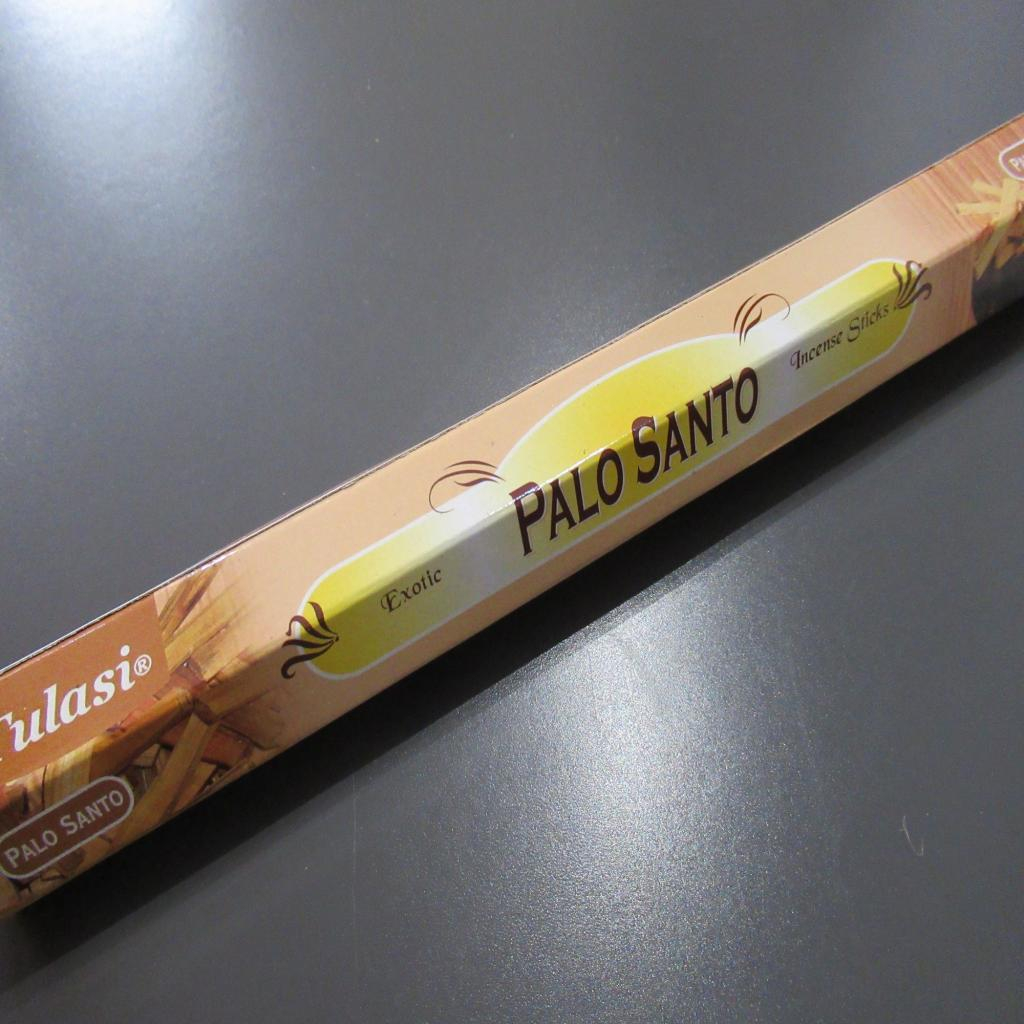 Tulasi®
PALO SANTO
Exotic
PALO SANTO
Incense Sticks